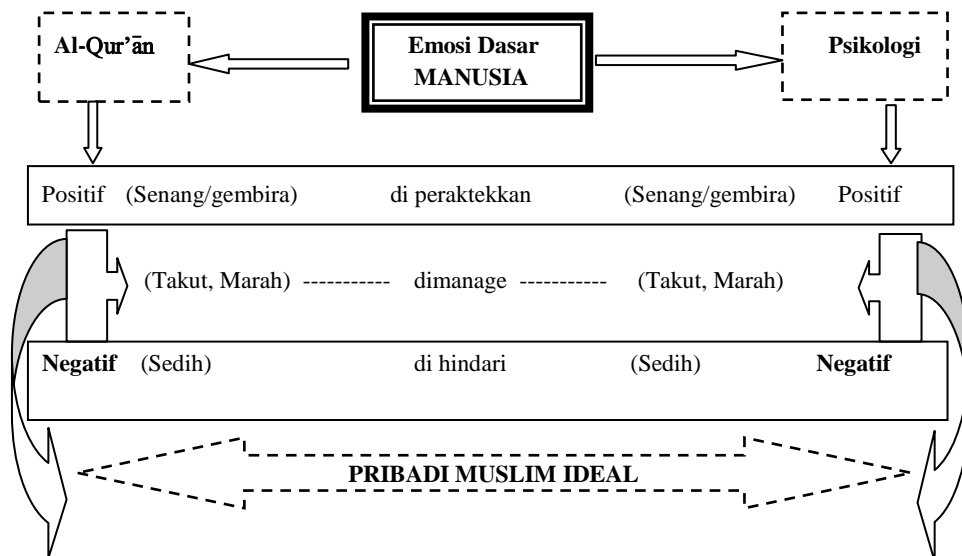 Al-Qur'ān
Emosi Dasar
MANUSIA
Psikologi
Positif (Senang/gembira) di peraktekkan (Senang/gembira) Positif
(Takut, Marah) ----------- dimanage ----------- (Takut, Marah)
Negatif (Sedih) di hindari (Sedih) Negatif
PRIBADI MUSLIM IDEAL